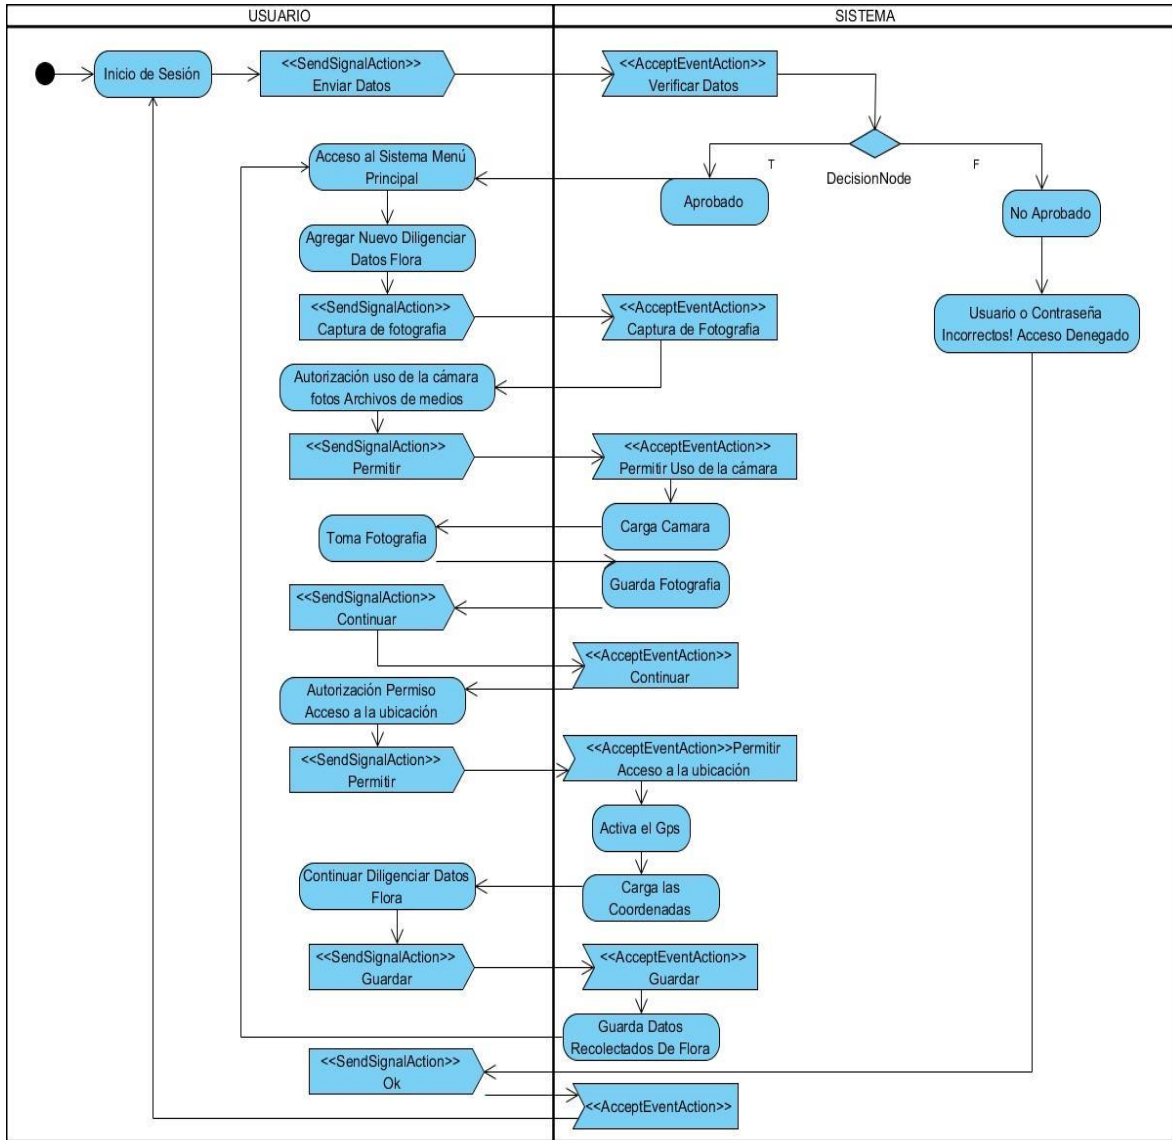 USUARIO
SISTEMA
Inicio de Sesión
<<SendSignalAction>>
Enviar Datos
<<AcceptEventAction>>
Verificar Datos
T
F
DecisionNode
Acceso al Sistema Menú
Principal
Aprobado
No Aprobado
Agregar Nuevo Diligenciar
Datos Flora
<<SendSignalAction>>
Captura de fotografia
<<AcceptEventAction>>
Captura de Fotografia
Usuario o Contraseña
Incorrectos! Acceso Denegado
Autorización uso de la cámara
fotos Archivos de medios
<<SendSignalAction>>
Permitir
<<AcceptEventAction>>
Permitir Uso de la cámara
Carga Camara
Toma Fotografia
Guarda Fotografia
<<SendSignalAction>>
Continuar
<<AcceptEventAction>>
Continuar
Autorización Permiso
Acceso a la ubicación
<<SendSignalAction>>
Permitir
<<AcceptEventAction>>Permitir
Acceso a la ubicación
Activa el Gps
Continuar Diligenciar Datos
Flora
Carga las
Coordenadas
<<SendSignalAction>>
Guardar
<<AcceptEventAction>>
Guardar
Guarda Datos
Recolectados De Flora
<<SendSignalAction>>
Ok
<<AcceptEventAction>>